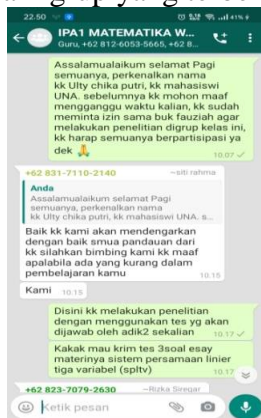 22.50
41%
IPA1 MATEMATIKA W...
Guru, +62 812-6053-5665, +62 8...
Assalamualaikum selamat Pagi
semuanya, perkenalkan nama
kk Ulty chika putri, kk mahasiswi
UNA. sebelumnya kk mohon maaf
mengganggu waktu kalian, kk sudah
meminta izin sama buk fauziah agar
melakukan penelitian digrup kelas ini,
kk harap semuanya berpartisipasi ya
dek 🙏
10.07
+62 831-7110-2140 ~siti rahma
Anda
Assalamualaikum selamat Pagi
semuanya, perkenalkan nama
kk Ulty chika putri, kk mahasiswi UNA. s...
Baik kk kami akan mendengarkan
dengan baik smua pandauan dari
kk silahkan bimbing kami kk maaf
apalabila ada yang kurang dalam
pembelajaran kamu
10.15
Kami 10.15
Disini kk melakukan penelitian
dengan menggunakan tes yg akan
dijawab oleh adik2 sekalian
10.17
Kakak mau krim tes 3soal esay
materinya sistem persamaan linier
tiga variabel (spltv)
10.17
+62 823-7079-2630 ~Rizka Siregar
Ketik pesan